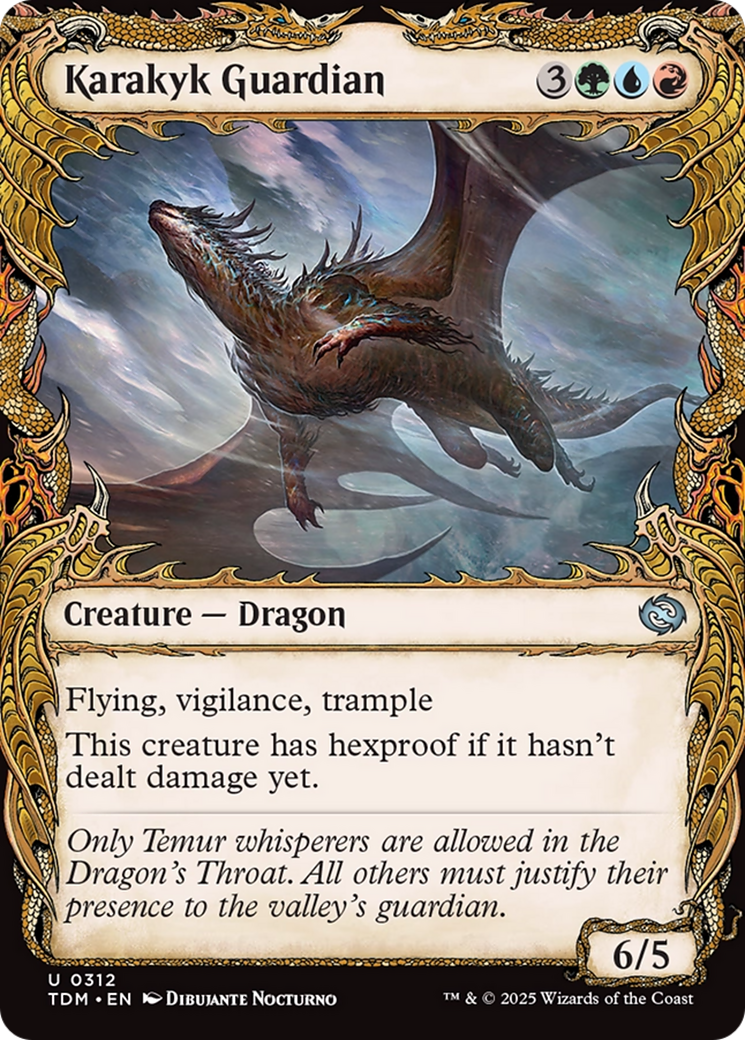 Karakyk Guardian 3
Creature — Dragon
Flying, vigilance, trample
This creature has hexproof if it hasn't
dealt damage yet.
Only Temur whisperers are allowed in the
Dragon's Throat. All others must justify their
presence to the valley's guardian.
6/5
U 0312
TDM • EN Dibujante Nocturno
™ & © 2025 Wizards of the Coast